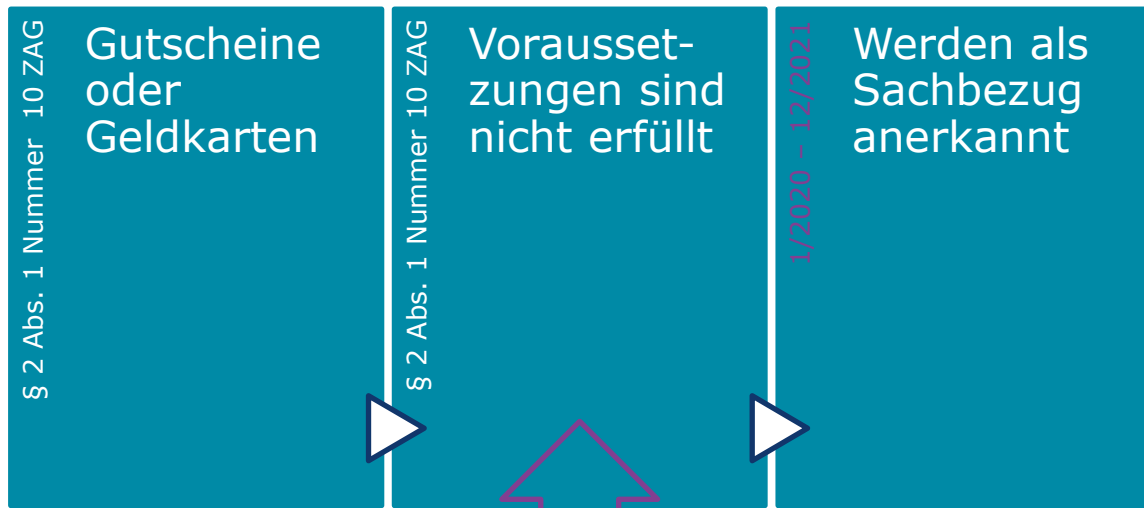 § 2 Abs. 1 Nummer 10 ZAG
Gutscheine
oder
Geldkarten
§ 2 Abs. 1 Nummer 10 ZAG
Vorausset-
zungen sind
nicht erfüllt
1/2020 – 12/2021
Werden als
Sachbezug
anerkannt